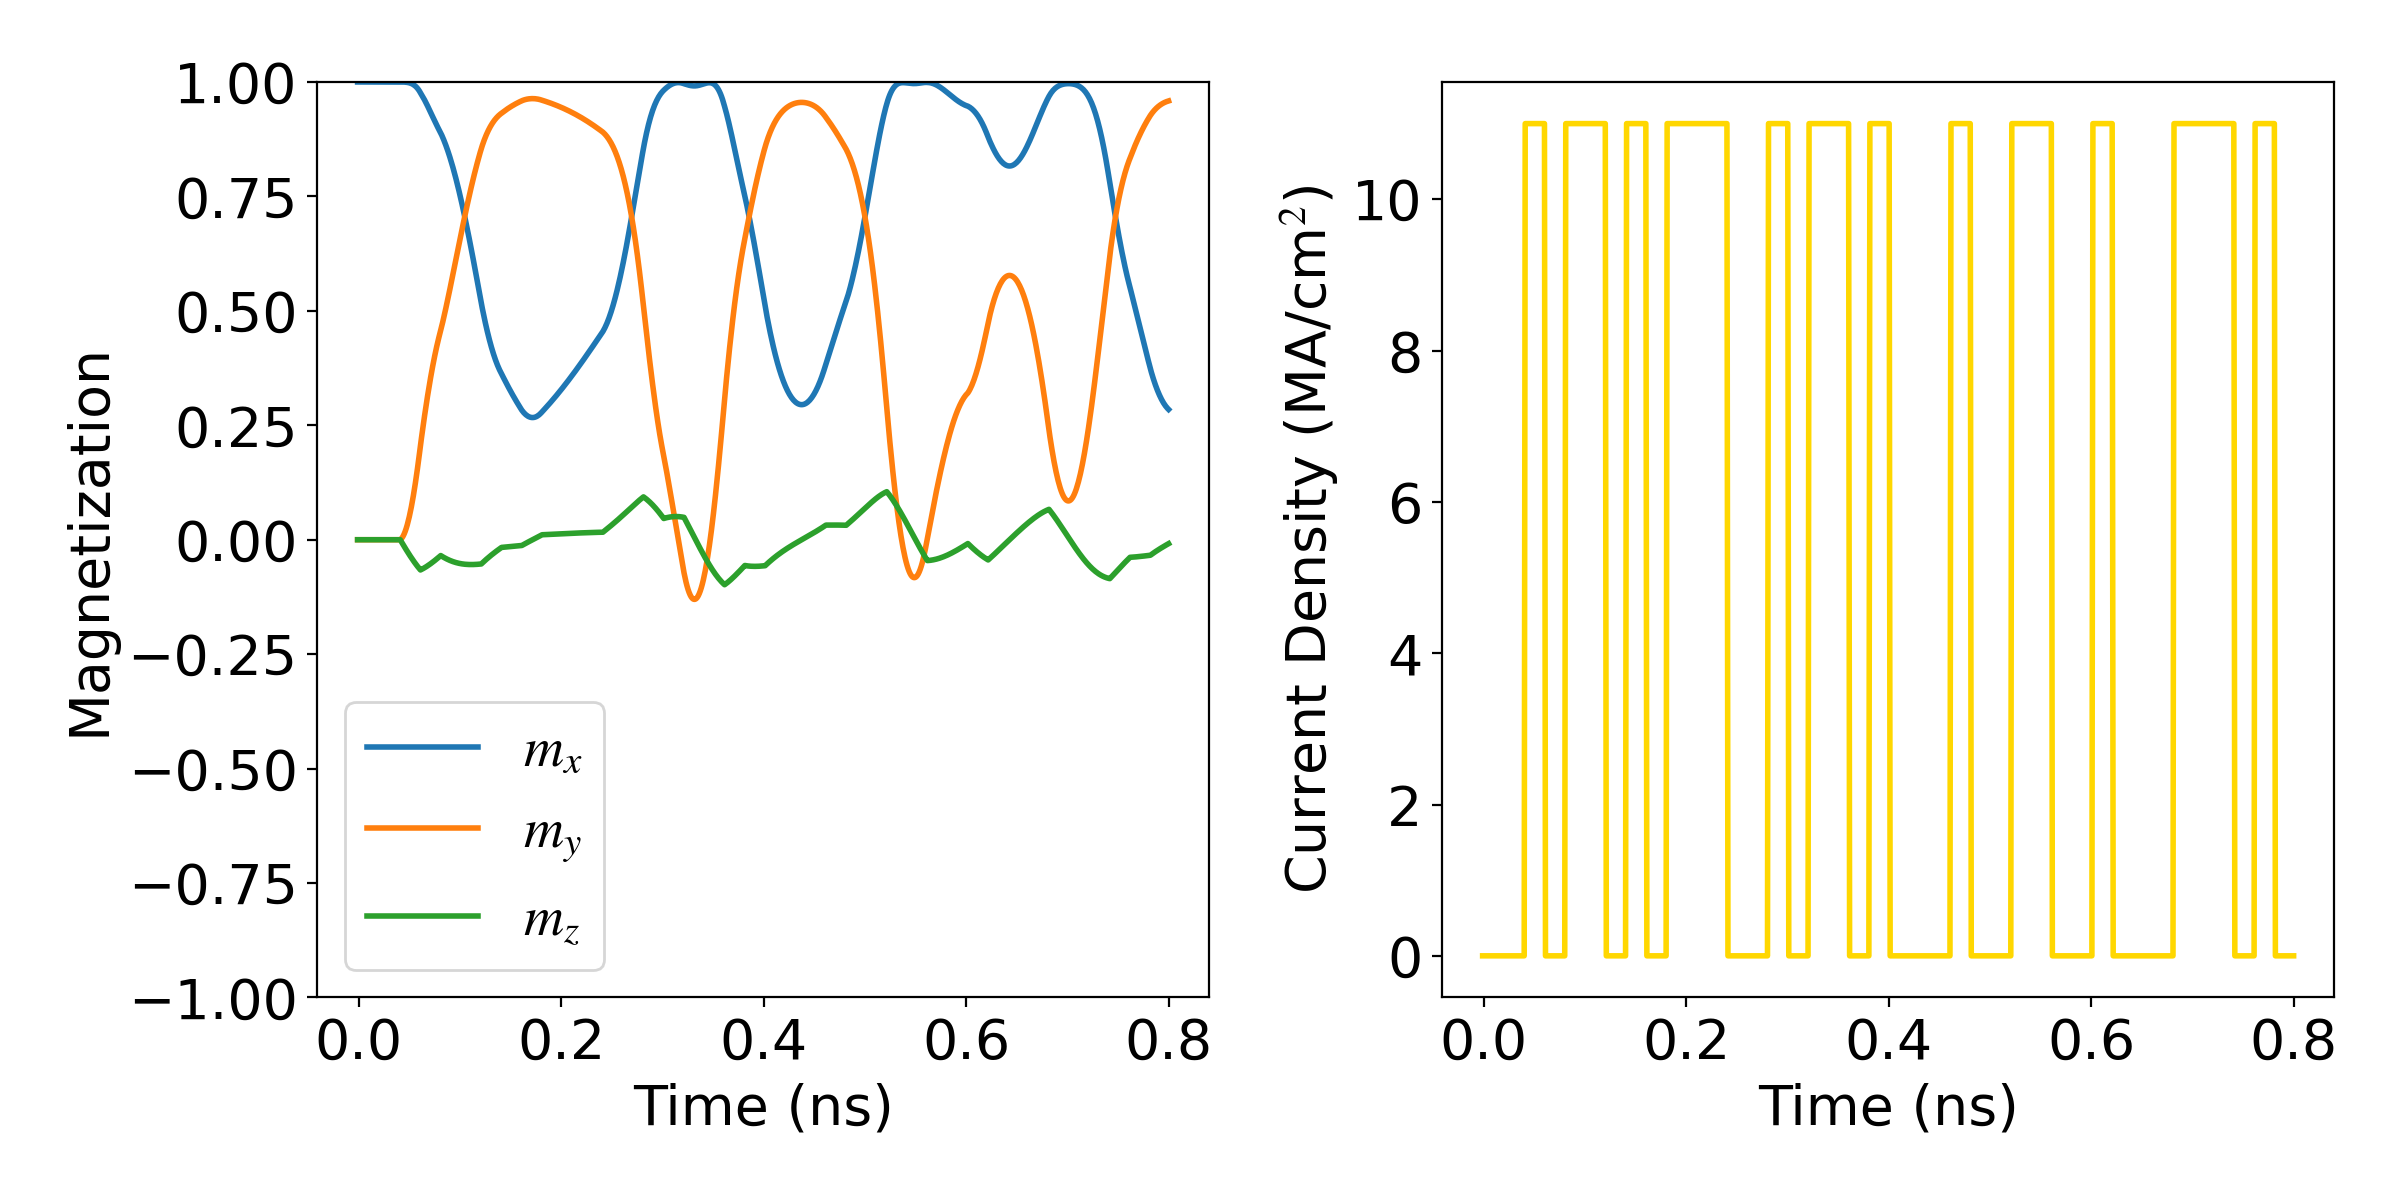 Magnetization
1.00
0.75
0.50
0.25
0.00
−0.25
−0.50
−0.75
−1.00
m_x
m_y
m_z
0.0 0.2 0.4 0.6 0.8
Time (ns)
Current Density (MA/cm²)
10
8
6
4
2
0
0.0 0.2 0.4 0.6 0.8
Time (ns)